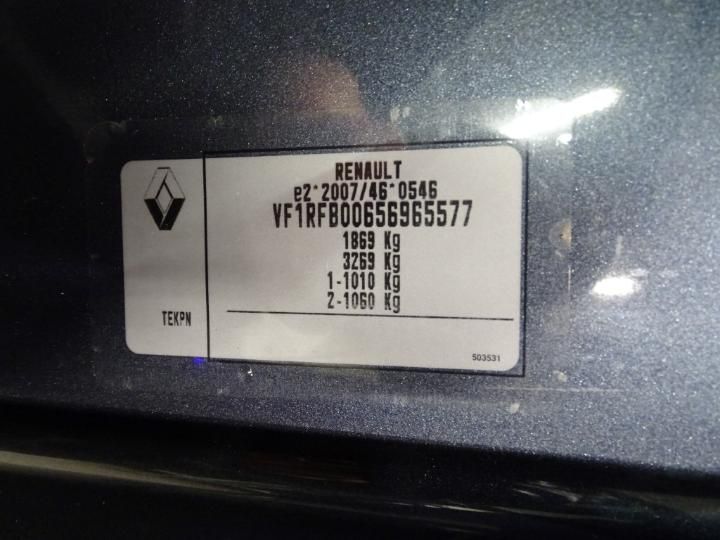 RENAULT
e2*2007/46*0546
VF1RFB00656965577
1869 Kg
3269 Kg
1-1010 Kg
2-1060 Kg
TEKPN
503531